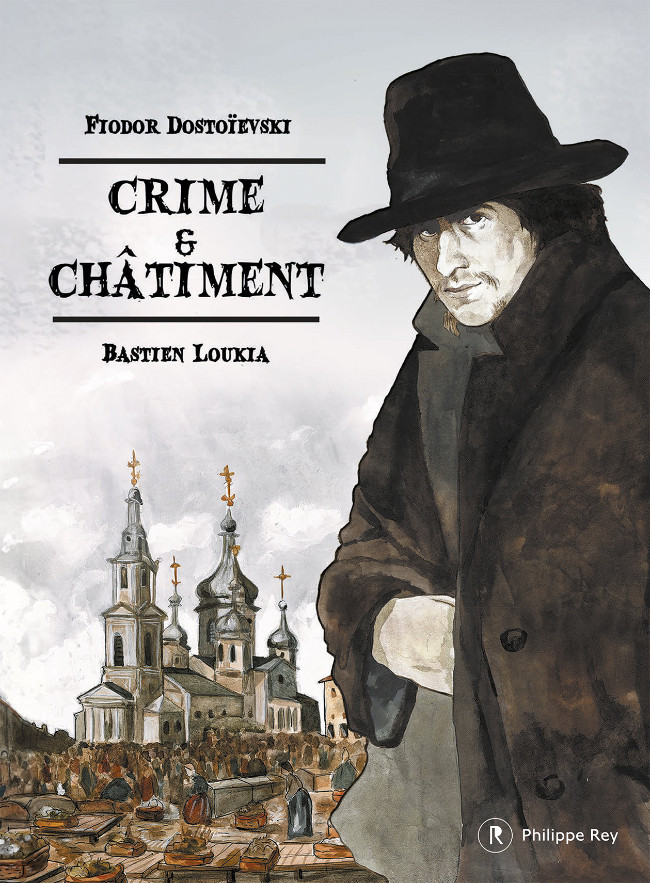 Fiodor Dostoïevski
CRIME
&
CHÂTIMENT
Bastien Loukia
R Philippe Rey